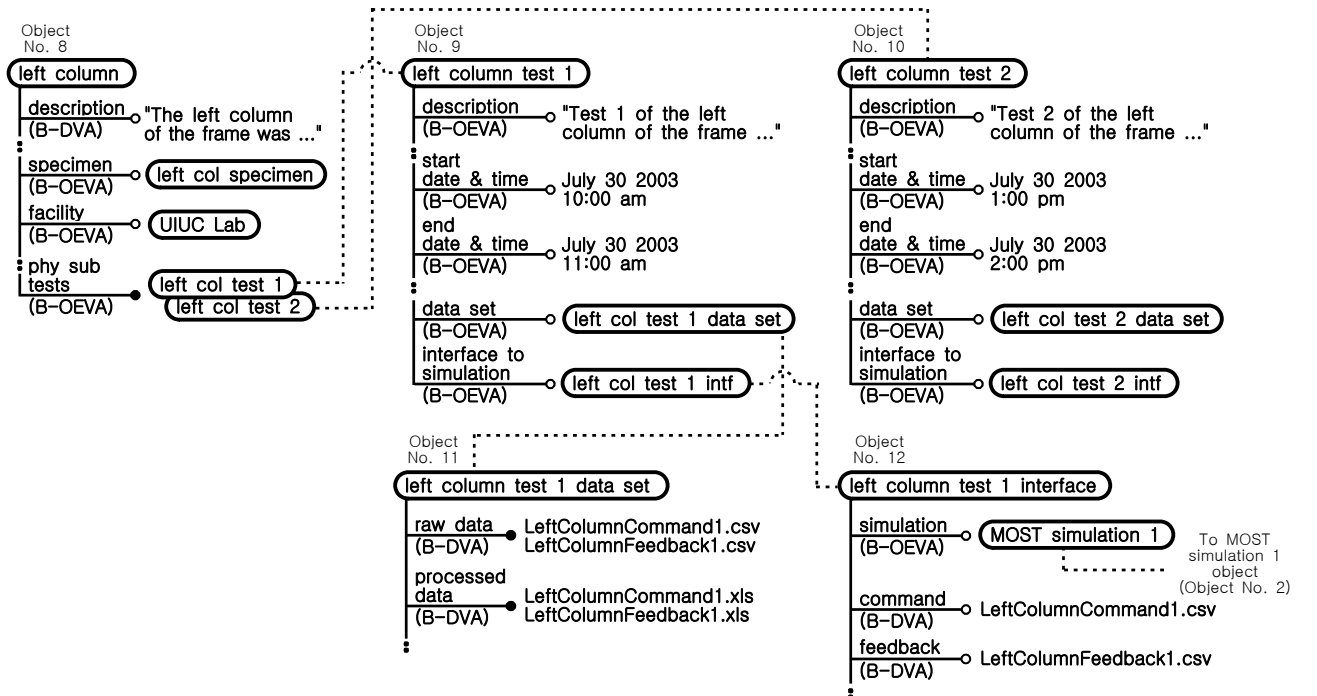 Object
No. 8
left column
description
(B-DVA)
"The left column
of the frame was ..."
specimen
(B-OEVA)
left col specimen
facility
(B-OEVA)
UIUC Lab
phy sub
tests
(B-OEVA)
left col test 1
left col test 2
Object
No. 9
left column test 1
description
(B-OEVA)
"Test 1 of the left
column of the frame ..."
start
date & time
(B-OEVA)
July 30 2003
10:00 am
end
date & time
(B-OEVA)
July 30 2003
11:00 am
data set
(B-OEVA)
left col test 1 data set
interface to
simulation
(B-OEVA)
left col test 1 intf
Object
No. 10
left column test 2
description
(B-OEVA)
"Test 2 of the left
column of the frame ..."
start
date & time
(B-OEVA)
July 30 2003
1:00 pm
end
date & time
(B-OEVA)
July 30 2003
2:00 pm
data set
(B-OEVA)
left col test 2 data set
interface to
simulation
(B-OEVA)
left col test 2 intf
Object
No. 11
left column test 1 data set
raw data
(B-DVA)
LeftColumnCommand1.csv
LeftColumnFeedback1.csv
processed
data
(B-DVA)
LeftColumnCommand1.xls
LeftColumnFeedback1.xls
Object
No. 12
left column test 1 interface
simulation
(B-OEVA)
MOST simulation 1
To MOST
simulation 1
object
(Object No. 2)
command
(B-DVA)
LeftColumnCommand1.csv
feedback
(B-DVA)
LeftColumnFeedback1.csv